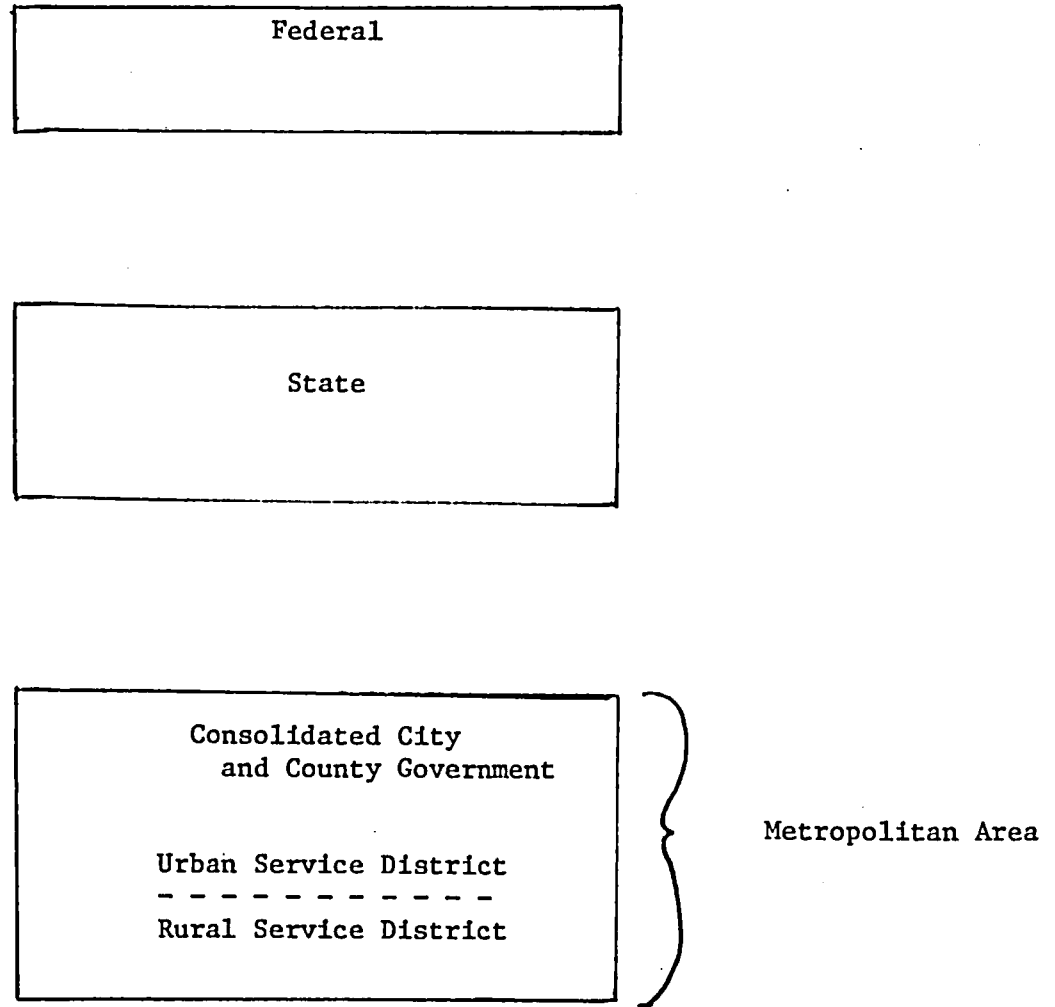 Federal
State
Consolidated City
and County Government
Urban Service District
Rural Service District
Metropolitan Area